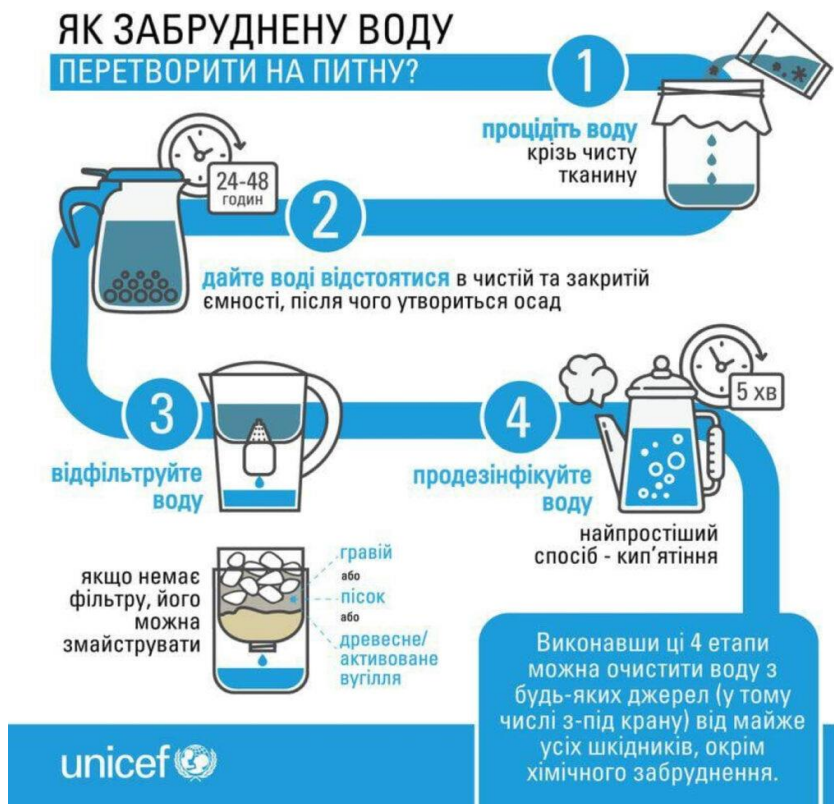 ЯК ЗАБРУДНЕНУ ВОДУ
ПЕРЕТВОРИТИ НА ПИТНУ?
1
процідіть воду
крізь чисту
тканину
24-48
годин
2
дайте воді відстоятися в чистій та закритій
ємності, після чого утвориться осад
3
відфільтруйте
воду
якщо немає
фільтру, його
можна
змайструвати
гравій
або
пісок
або
древесне/
активоване
вугілля
4
5 хв
продезінфікуйте
воду
найпростіший
спосіб - кип'ятіння
Виконавши ці 4 етапи
можна очистити воду з
будь-яких джерел (у тому
числі з-під крану) від майже
усіх шкідників, окрім
хімічного забруднення.
unicef